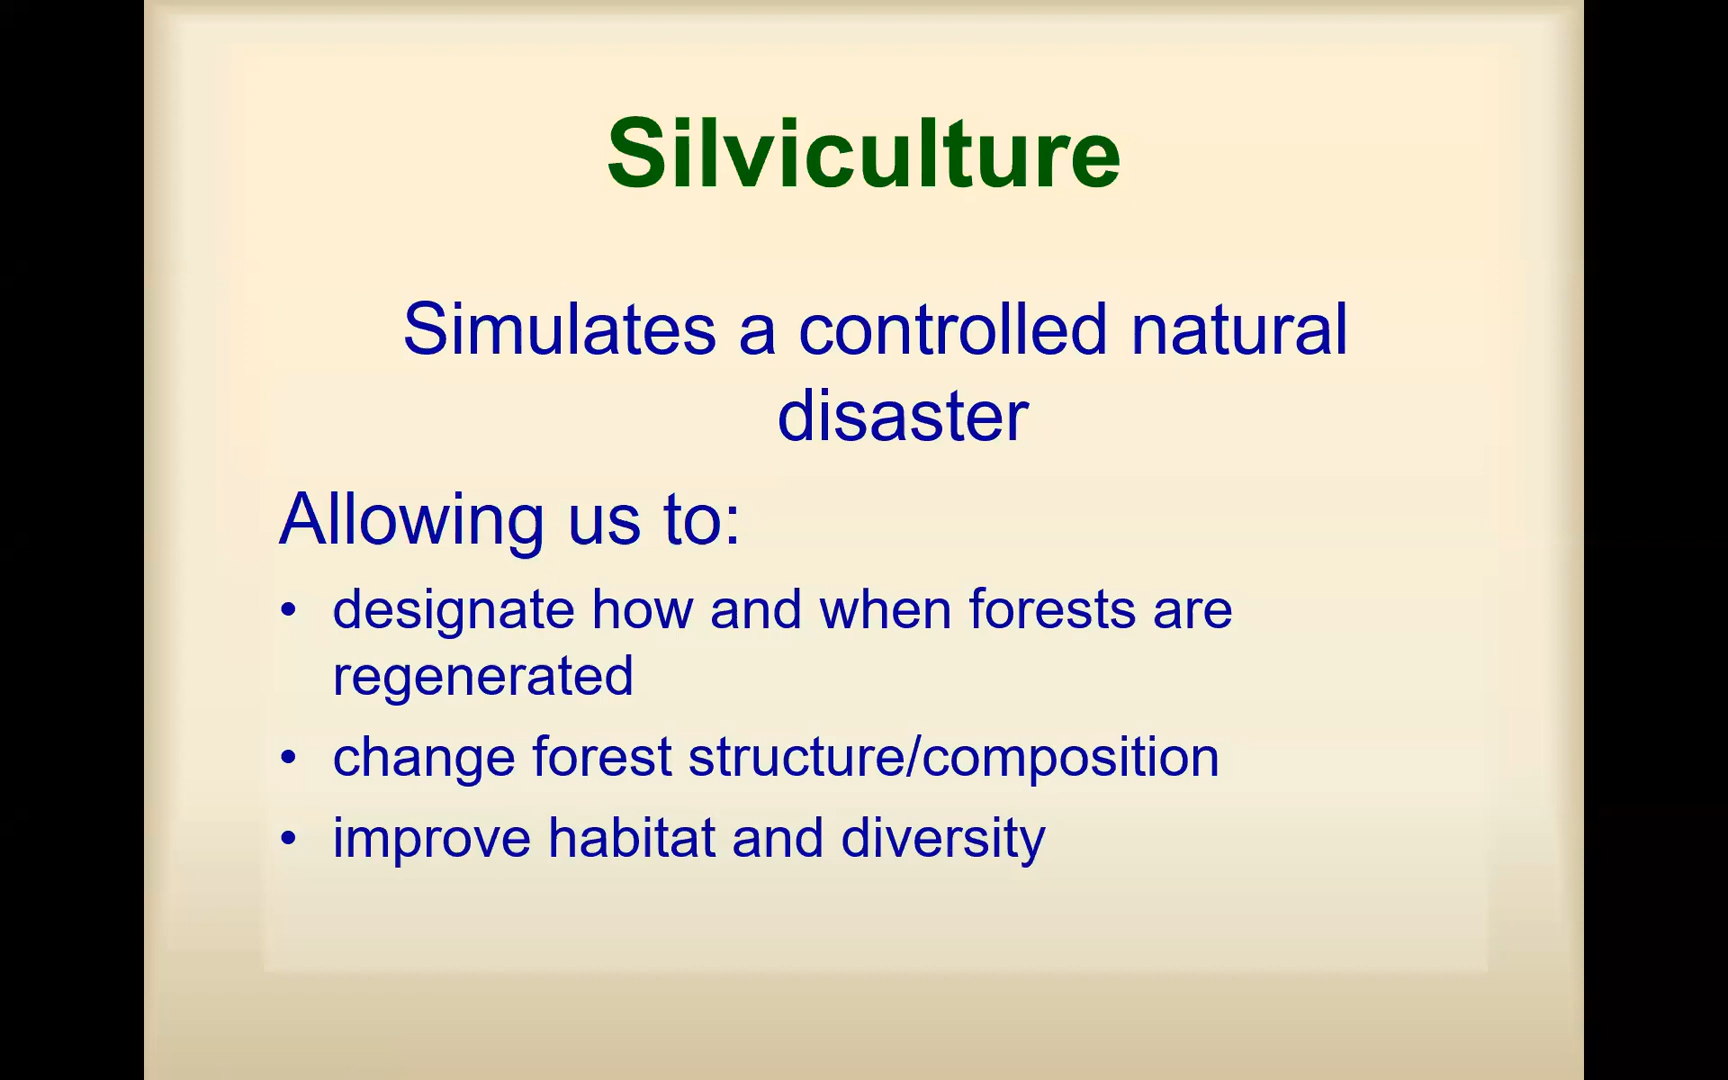 Silviculture
Simulates a controlled natural
disaster
Allowing us to:
• designate how and when forests are
regenerated
• change forest structure/composition
• improve habitat and diversity